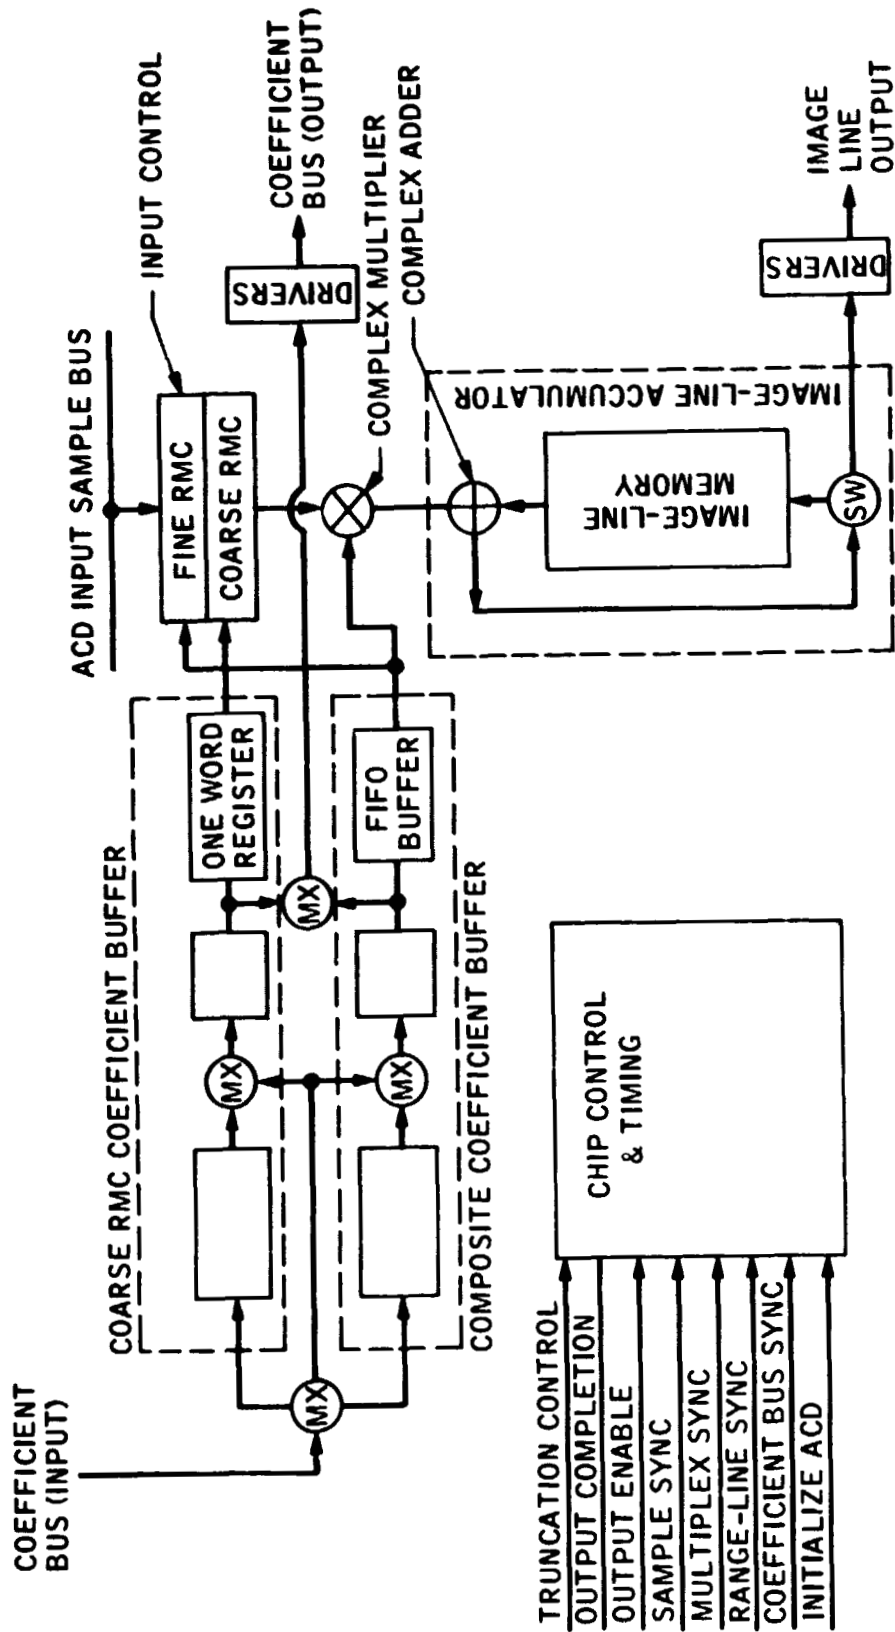 COEFFICIENT
BUS (INPUT)
MX
COARSE RMC COEFFICIENT BUFFER
MX
ONE WORD
REGISTER
MX
COMPOSITE COEFFICIENT BUFFER
MX
FIFO
BUFFER
ACD INPUT SAMPLE BUS
FINE RMC
COARSE RMC
INPUT CONTROL
DRIVERS
COEFFICIENT
BUS (OUTPUT)
COMPLEX MULTIPLIER
COMPLEX ADDER
IMAGE-LINE ACCUMULATOR
IMAGE-LINE
MEMORY
SW
DRIVERS
IMAGE
LINE
OUTPUT
TRUNCATION CONTROL
OUTPUT COMPLETION
OUTPUT ENABLE
SAMPLE SYNC
MULTIPLEX SYNC
RANGE-LINE SYNC
COEFFICIENT BUS SYNC
INITIALIZE ACD
CHIP CONTROL
& TIMING